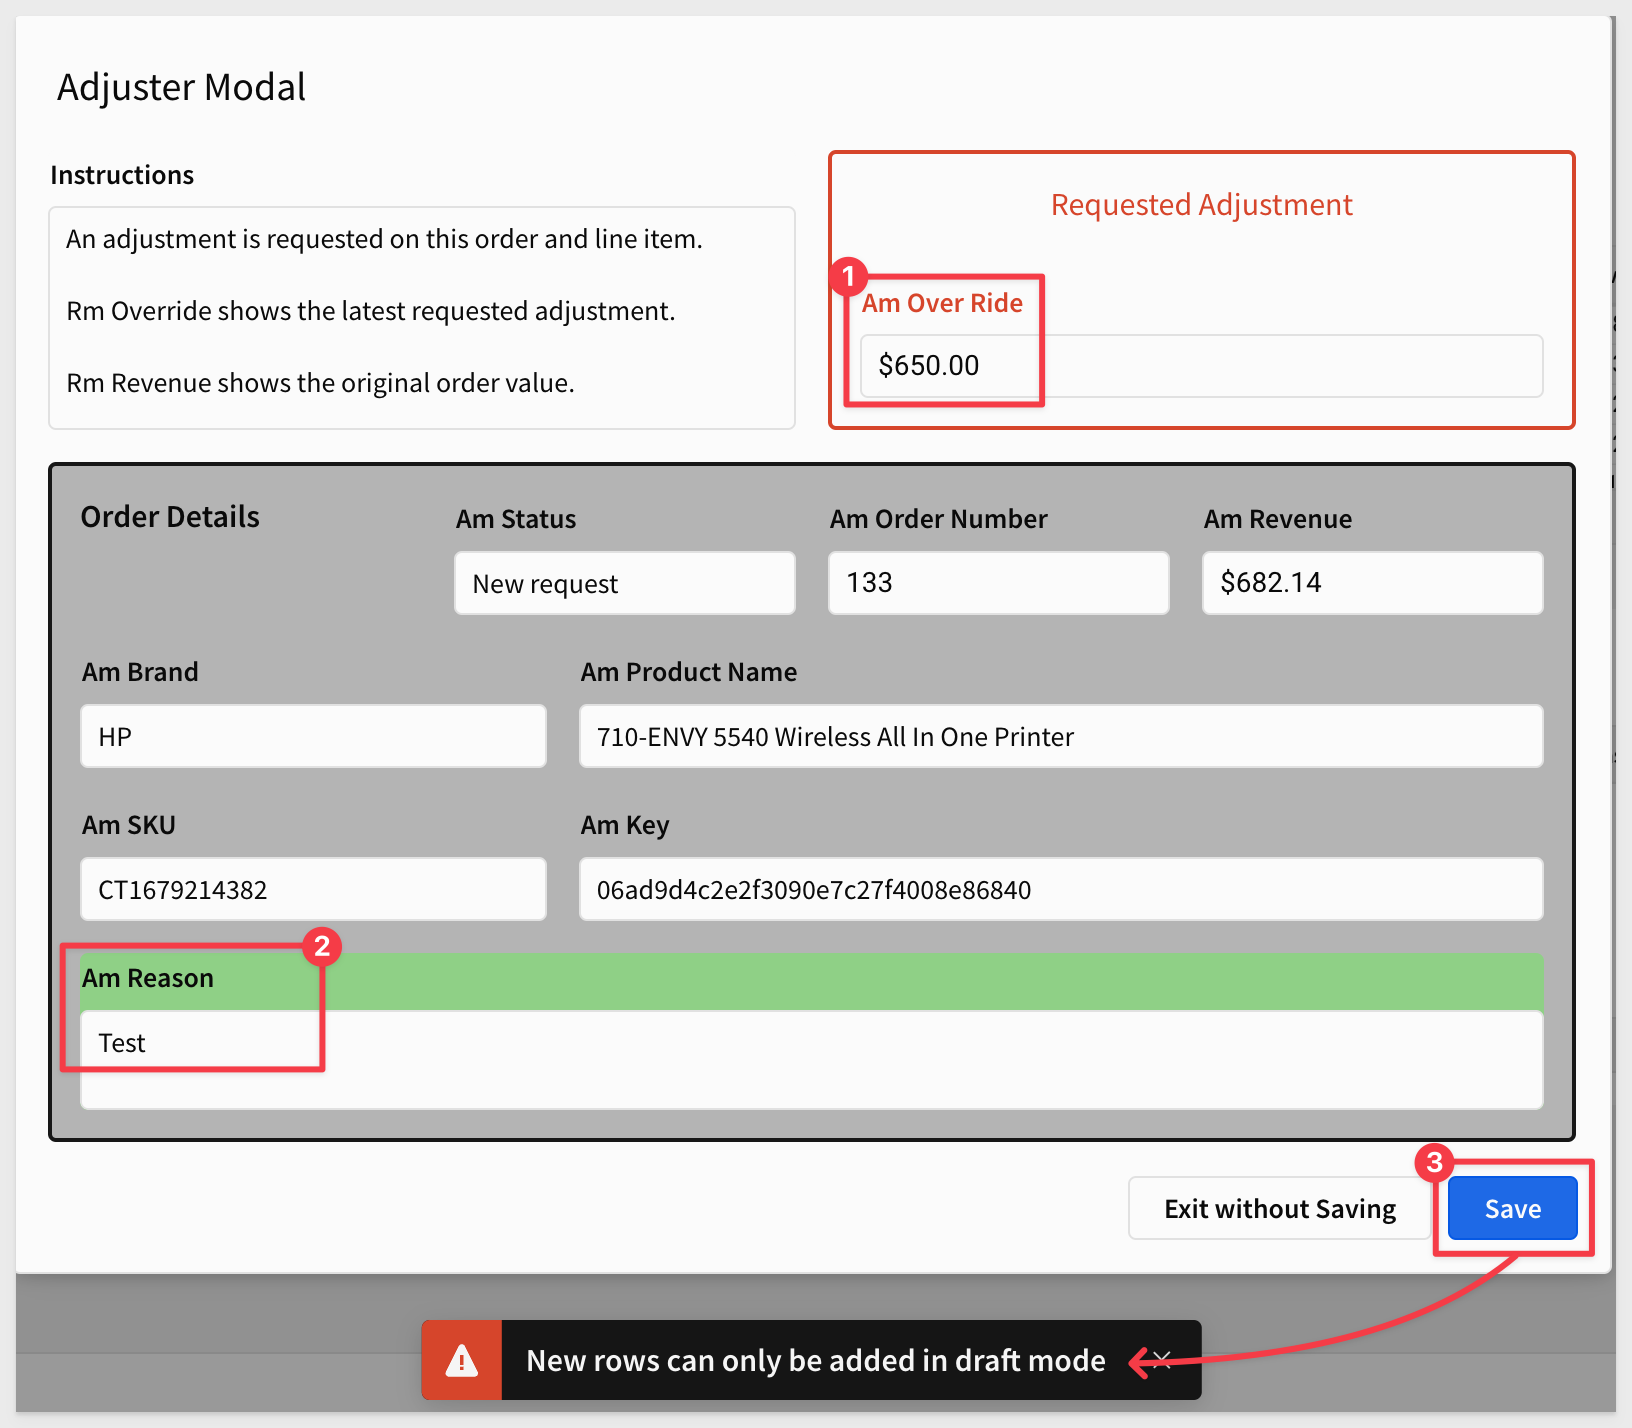 Adjuster Modal
Instructions
An adjustment is requested on this order and line item.
Rm Override shows the latest requested adjustment.
Rm Revenue shows the original order value.
Requested Adjustment
1
Am Over Ride
$650.00
Order Details
Am Status
New request
Am Order Number
133
Am Revenue
$682.14
Am Brand
HP
Am Product Name
710-ENVY 5540 Wireless All In One Printer
Am SKU
CT1679214382
Am Key
06ad9d4c2e2f3090e7c27f4008e86840
2
Am Reason
Test
Exit without Saving
3
Save
New rows can only be added in draft mode